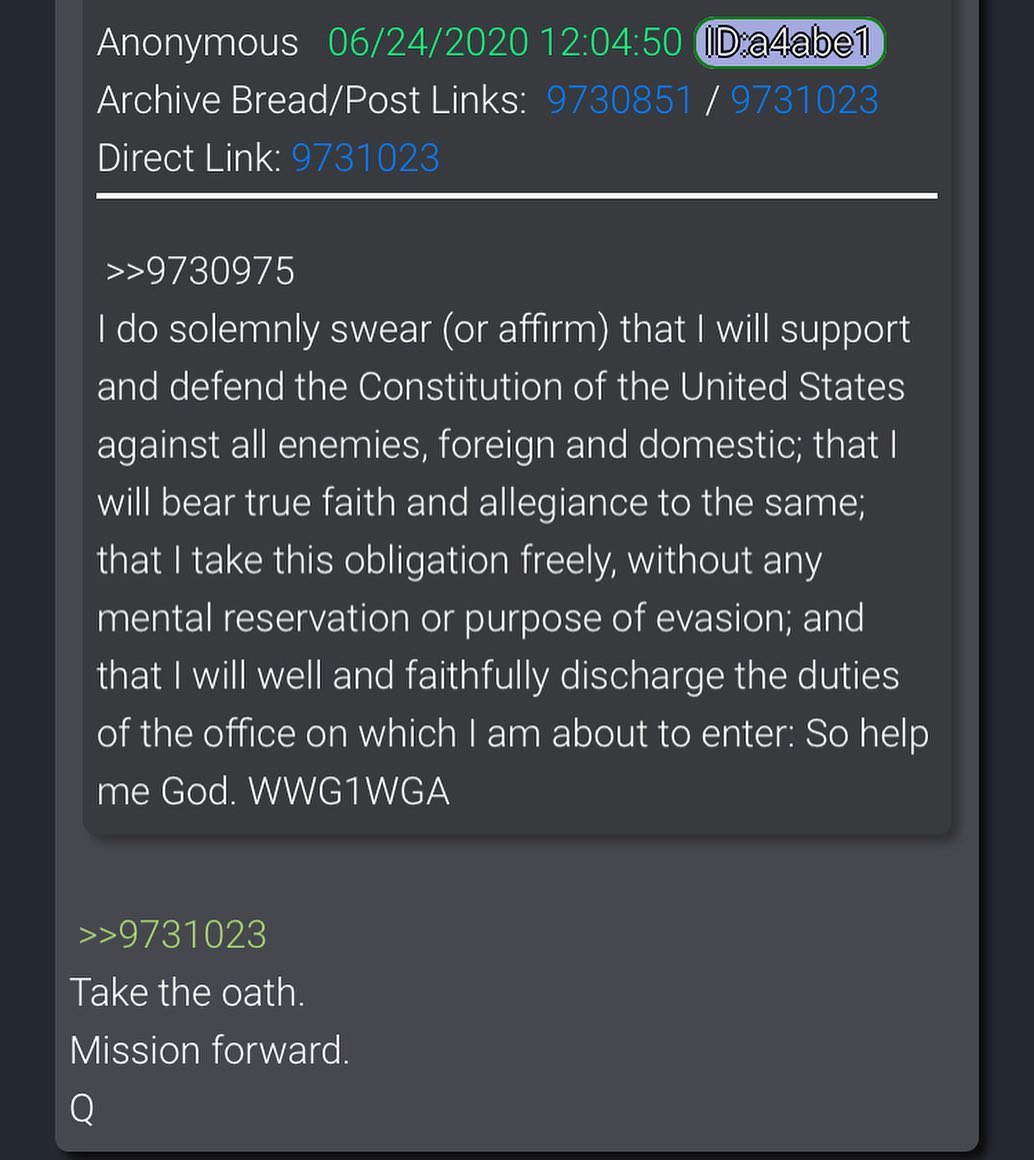 Anonymous 06/24/2020 12:04:50 ID:a4abe1
Archive Bread/Post Links: 9730851 / 9731023
Direct Link: 9731023
>>9730975
I do solemnly swear (or affirm) that I will support
and defend the Constitution of the United States
against all enemies, foreign and domestic; that I
will bear true faith and allegiance to the same;
that I take this obligation freely, without any
mental reservation or purpose of evasion; and
that I will well and faithfully discharge the duties
of the office on which I am about to enter: So help
me God. WWG1WGA
>>9731023
Take the oath.
Mission forward.
Q